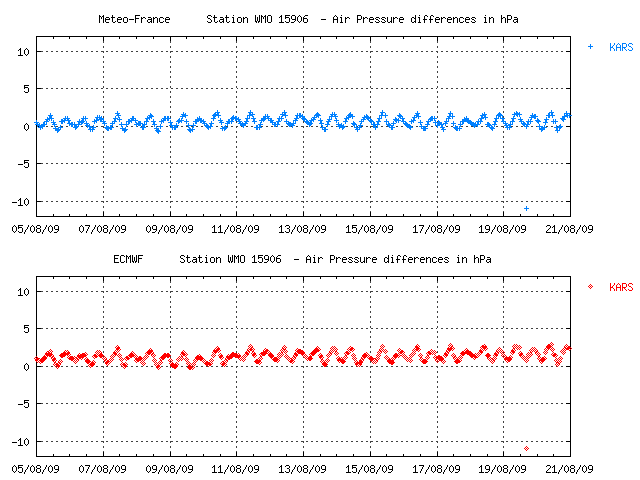 Meteo-France Station WMO 15906 - Air Pressure differences in hPa
KARS
10
5
0
-5
-10
05/08/09 07/08/09 09/08/09 11/08/09 13/08/09 15/08/09 17/08/09 19/08/09 21/08/09
ECMWF Station WMO 15906 - Air Pressure differences in hPa
KARS
10
5
0
-5
-10
05/08/09 07/08/09 09/08/09 11/08/09 13/08/09 15/08/09 17/08/09 19/08/09 21/08/09